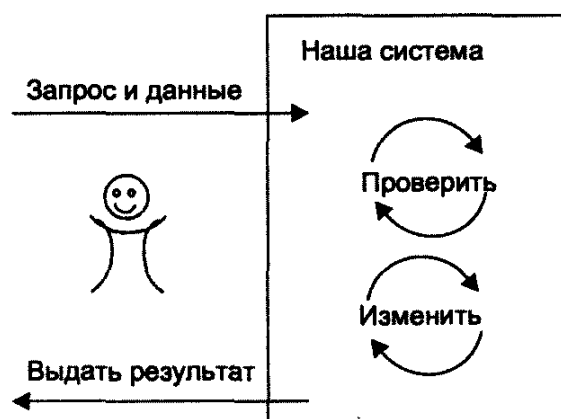 Наша система
Запрос и данные
Проверить
Изменить
Выдать результат